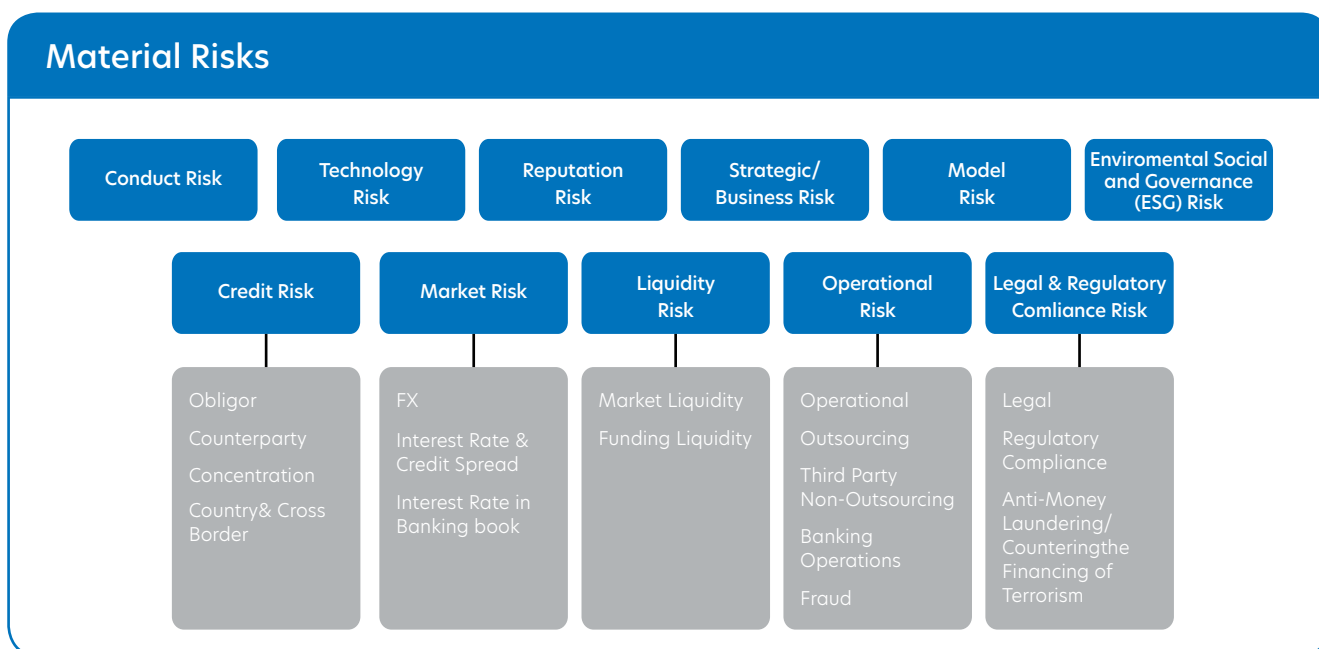 Material Risks
Conduct Risk
Technology
Risk
Reputation
Risk
Strategic/
Business Risk
Model
Risk
Enviromental Social
and Governance
(ESG) Risk
Credit Risk
Market Risk
Liquidity
Risk
Operational
Risk
Legal & Regulatory
Comliance Risk
Obligor
Counterparty
Concentration
Country& Cross
Border
FX
Interest Rate &
Credit Spread
Interest Rate in
Banking book
Market Liquidity
Funding Liquidity
Operational
Outsourcing
Third Party
Non-Outsourcing
Banking
Operations
Fraud
Legal
Regulatory
Compliance
Anti-Money
Laundering/
Counteringthe
Financing of
Terrorism